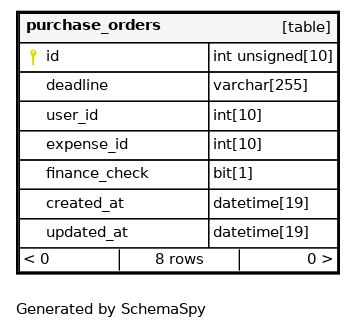 purchase_orders [table]
id int unsigned[10]
deadline varchar[255]
user_id int[10]
expense_id int[10]
finance_check bit[1]
created_at datetime[19]
updated_at datetime[19]
< 0 8 rows 0 >
Generated by SchemaSpy